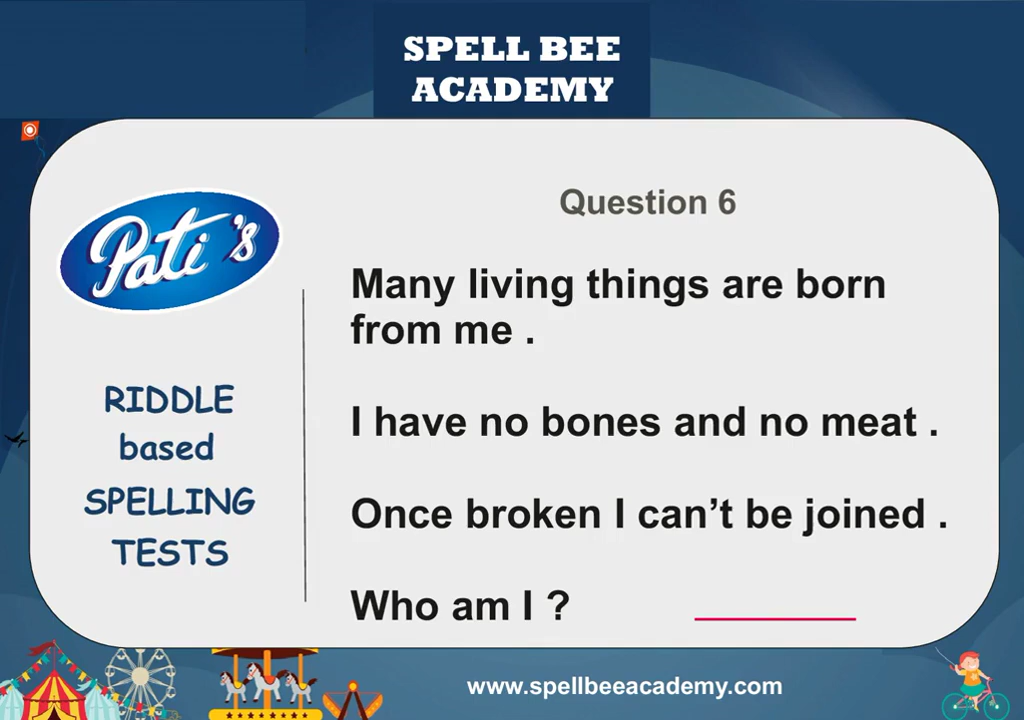 SPELL BEE
ACADEMY
Pati's
RIDDLE
based
SPELLING
TESTS
Question 6
Many living things are born
from me .
I have no bones and no meat .
Once broken I can’t be joined .
Who am I ?
www.spellbeeacademy.com